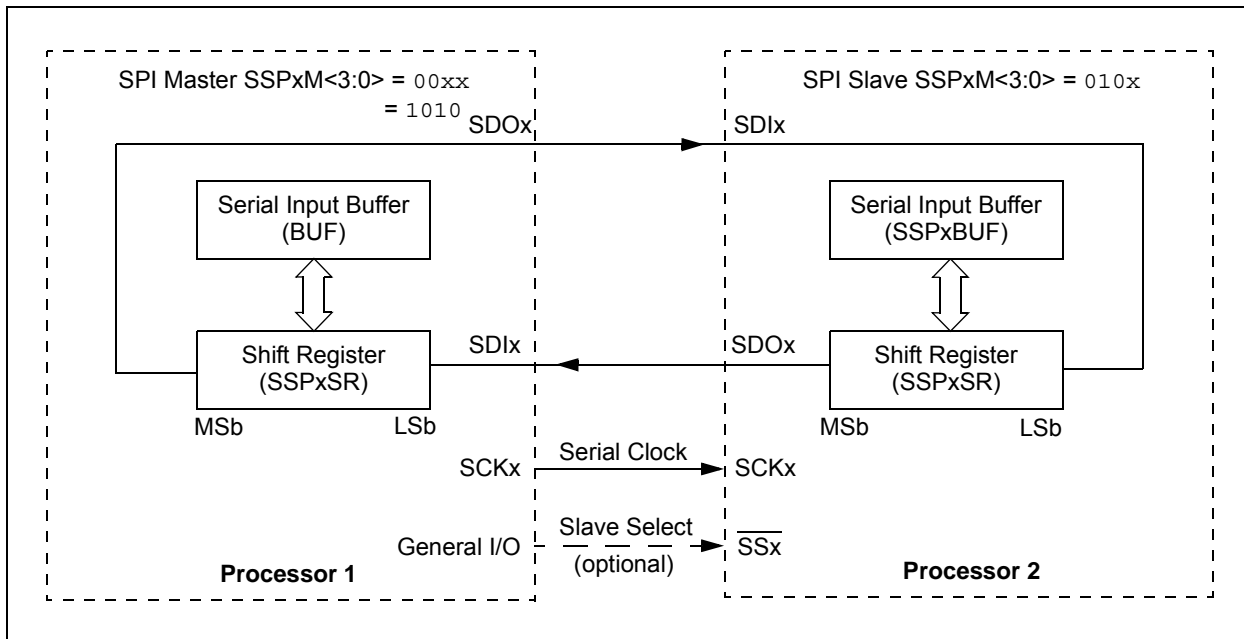 SPI Master SSPxM<3:0> = 00xx
= 1010
SDOx
Serial Input Buffer
(BUF)
SDIx
Shift Register
(SSPxSR)
MSb
LSb
SCKx
General I/O
Processor 1
Serial Clock
Slave Select
(optional)
SPI Slave SSPxM<3:0> = 010x
SDIx
Serial Input Buffer
(SSPxBUF)
SDOx
Shift Register
(SSPxSR)
MSb
LSb
SCKx
SSx
Processor 2